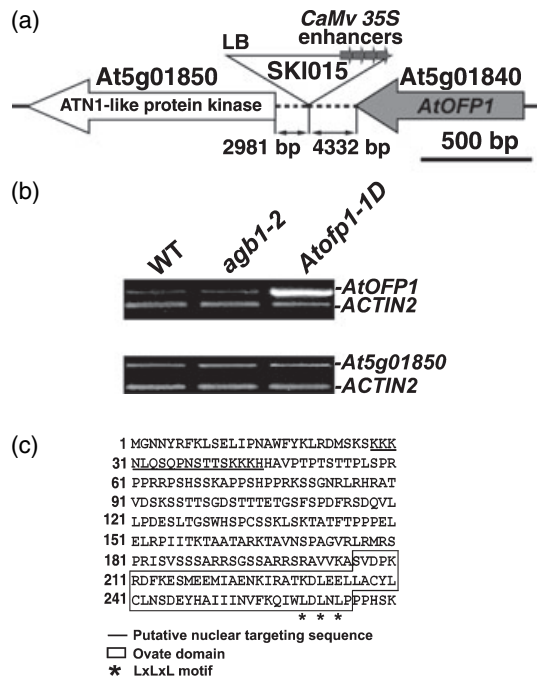 (a)
CaMv 35S
enhancers
LB
SKI015
At5g01850
At5g01840
ATN1-like protein kinase
AtOFP1
2981 bp
4332 bp
500 bp
(b)
WT
agb1-2
Atofp1-1D
-AtOFP1
-ACTIN2
-At5g01850
-ACTIN2
(c)
1 MGNNYRFKLSELIPNAWFYKLRDMSKSKKK
31 NLQSQPNSTTSKKKHHAVPTPTSTTPLSPR
61 PPRRPSHSSKAPPSHPPRKSSGNRLRHRAT
91 VDSKSSTTSGDSTTTETGSFSPDFRSDQVL
121 LPDESLTGSWHSPCSSKLSKTATFTPPPEL
151 ELRPIITKTAATARKTAVNSPAGVRLRMRS
181 PRISVSSSARRSGSSARRSRAVVKASVDPK
211 RDFKESMEEMIAENKIRATKDLEELLACYL
241 CLNSDEYHAIIINVFKQIWLDLNLPPPHSK
* * *
Putative nuclear targeting sequence
Ovate domain
* LxLxL motif